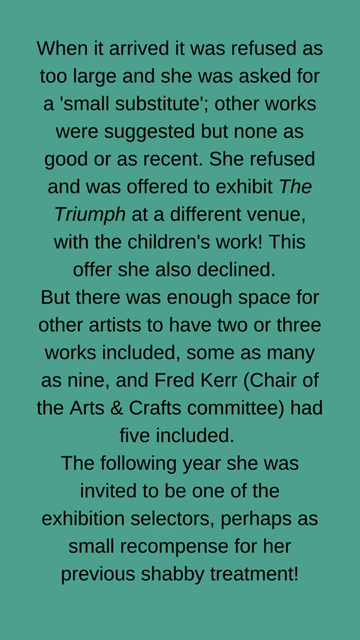 When it arrived it was refused as
too large and she was asked for
a 'small substitute'; other works
were suggested but none as
good or as recent. She refused
and was offered to exhibit The
Triumph at a different venue,
with the children's work! This
offer she also declined.
But there was enough space for
other artists to have two or three
works included, some as many
as nine, and Fred Kerr (Chair of
the Arts & Crafts committee) had
five included.
The following year she was
invited to be one of the
exhibition selectors, perhaps as
small recompense for her
previous shabby treatment!